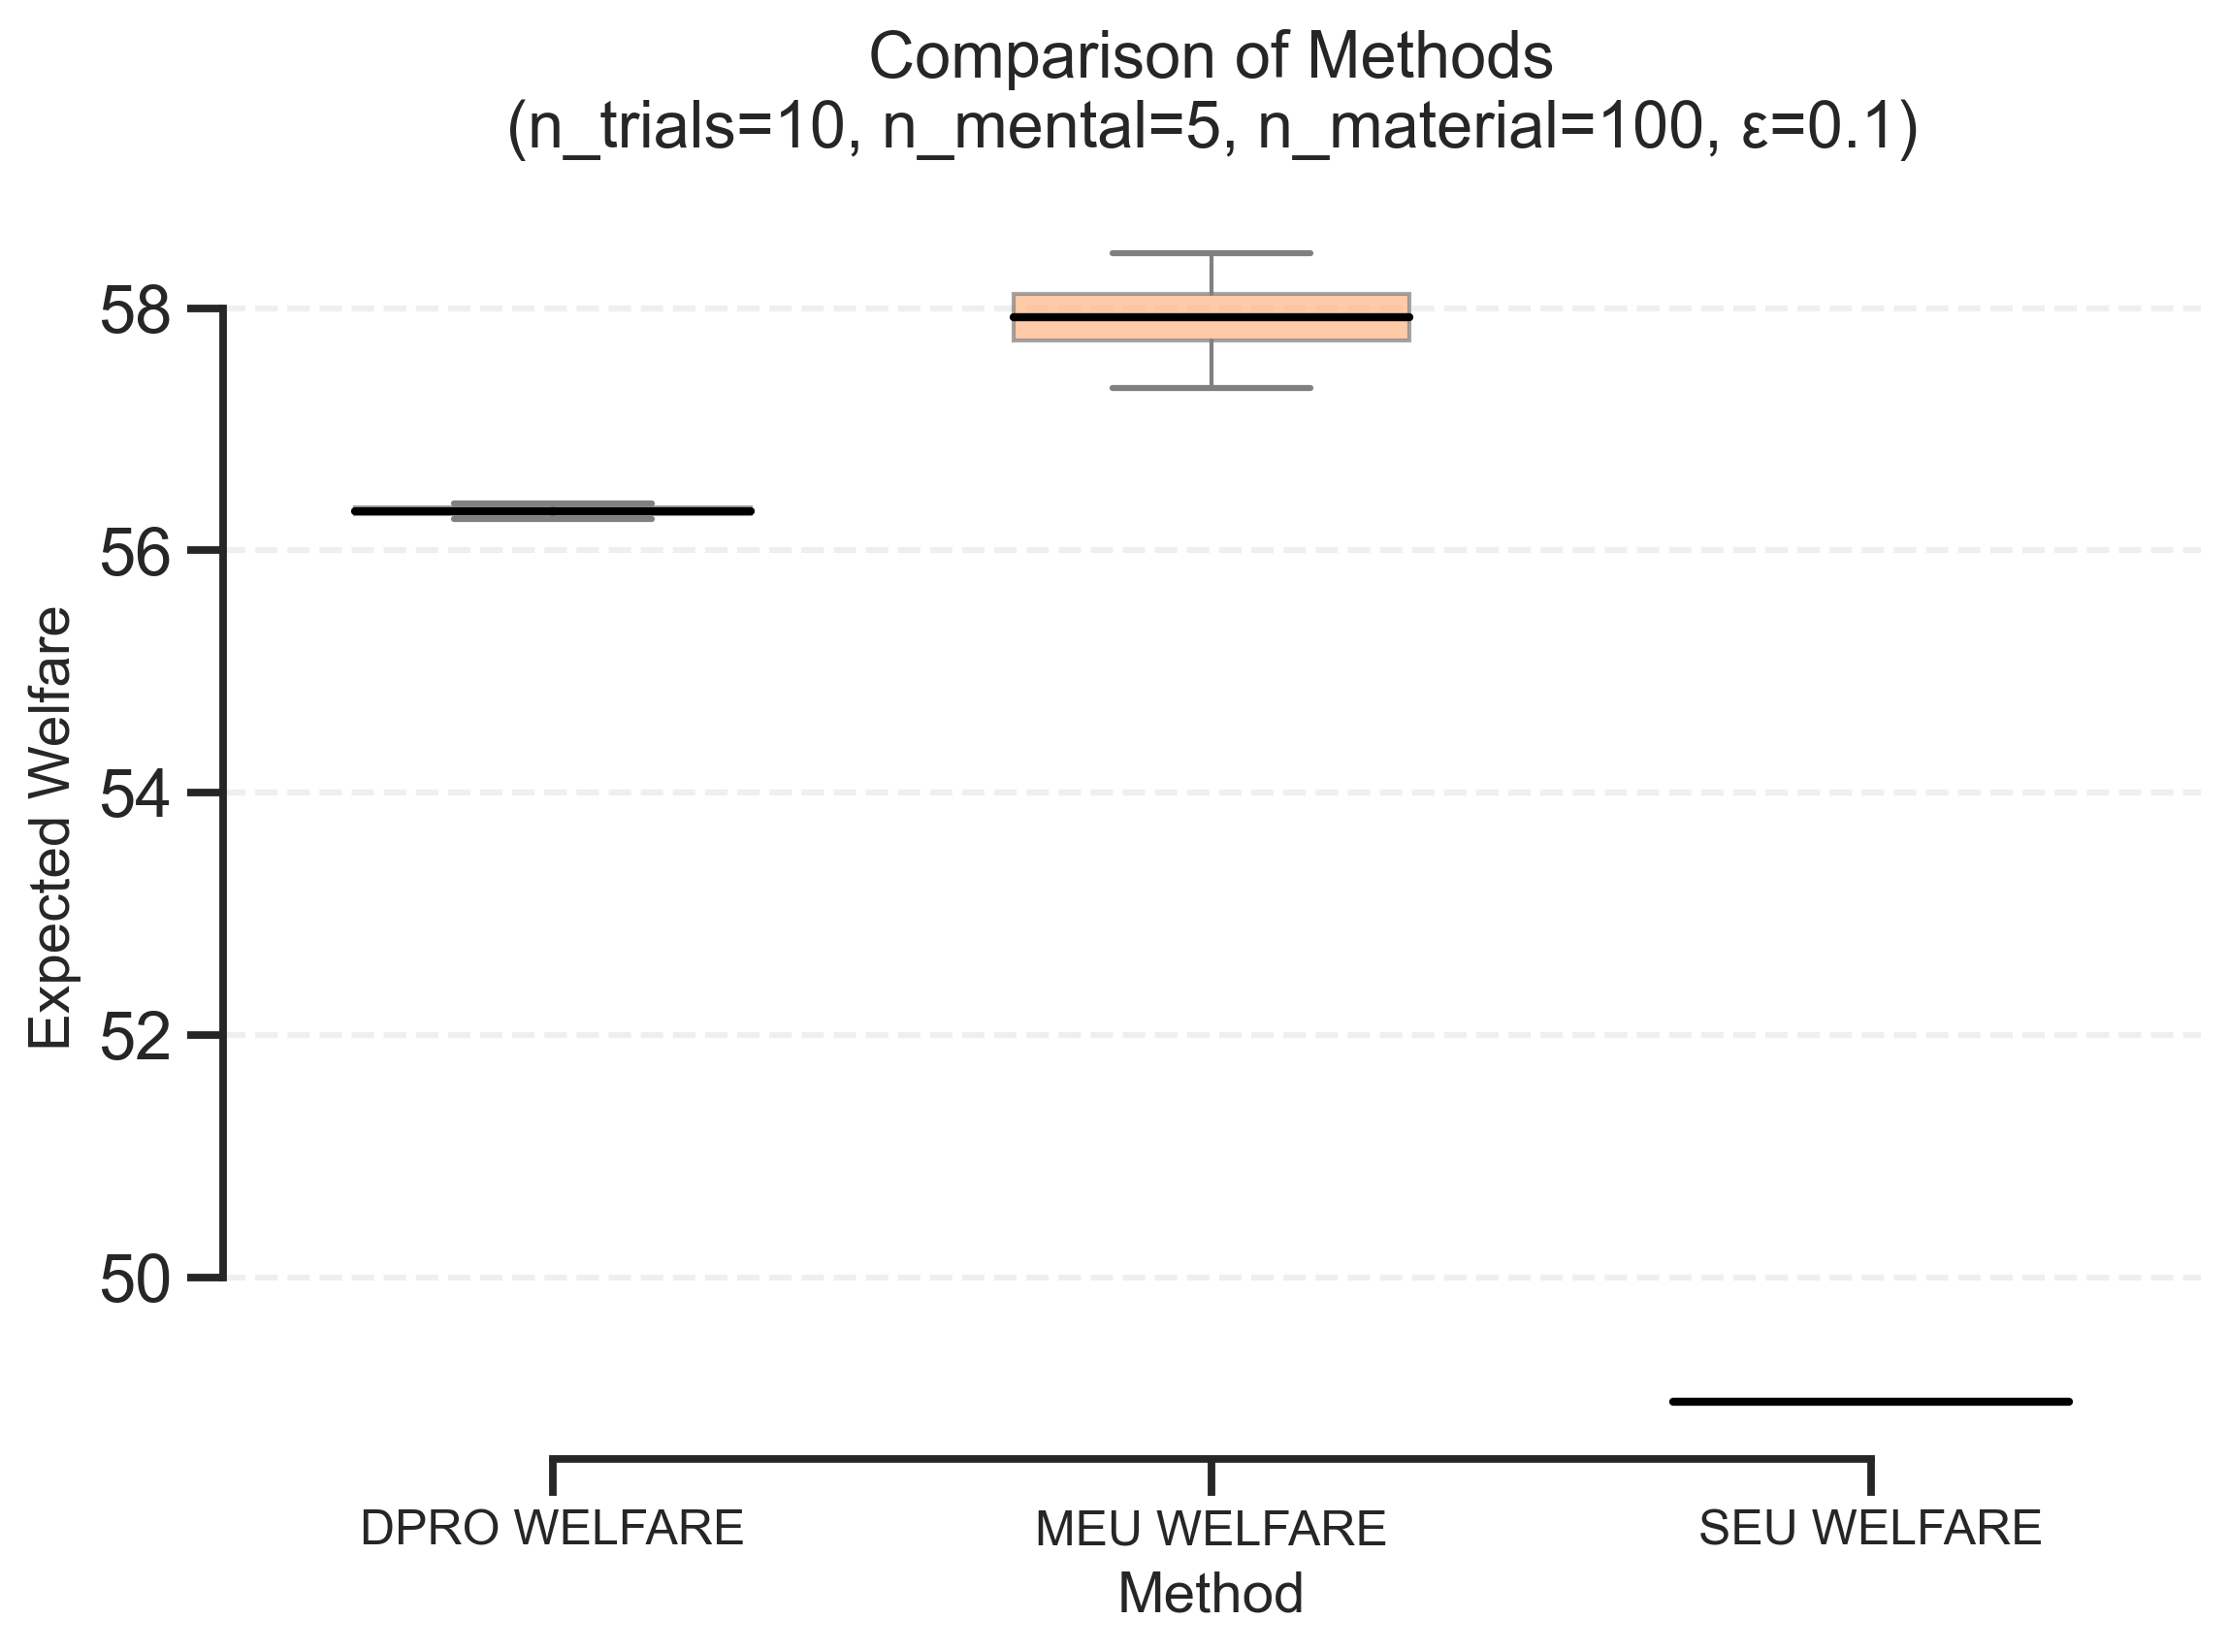 Comparison of Methods
(n_trials=10, n_mental=5, n_material=100, ε=0.1)
Expected Welfare
58
56
54
52
50
DPRO WELFARE
MEU WELFARE
SEU WELFARE
Method